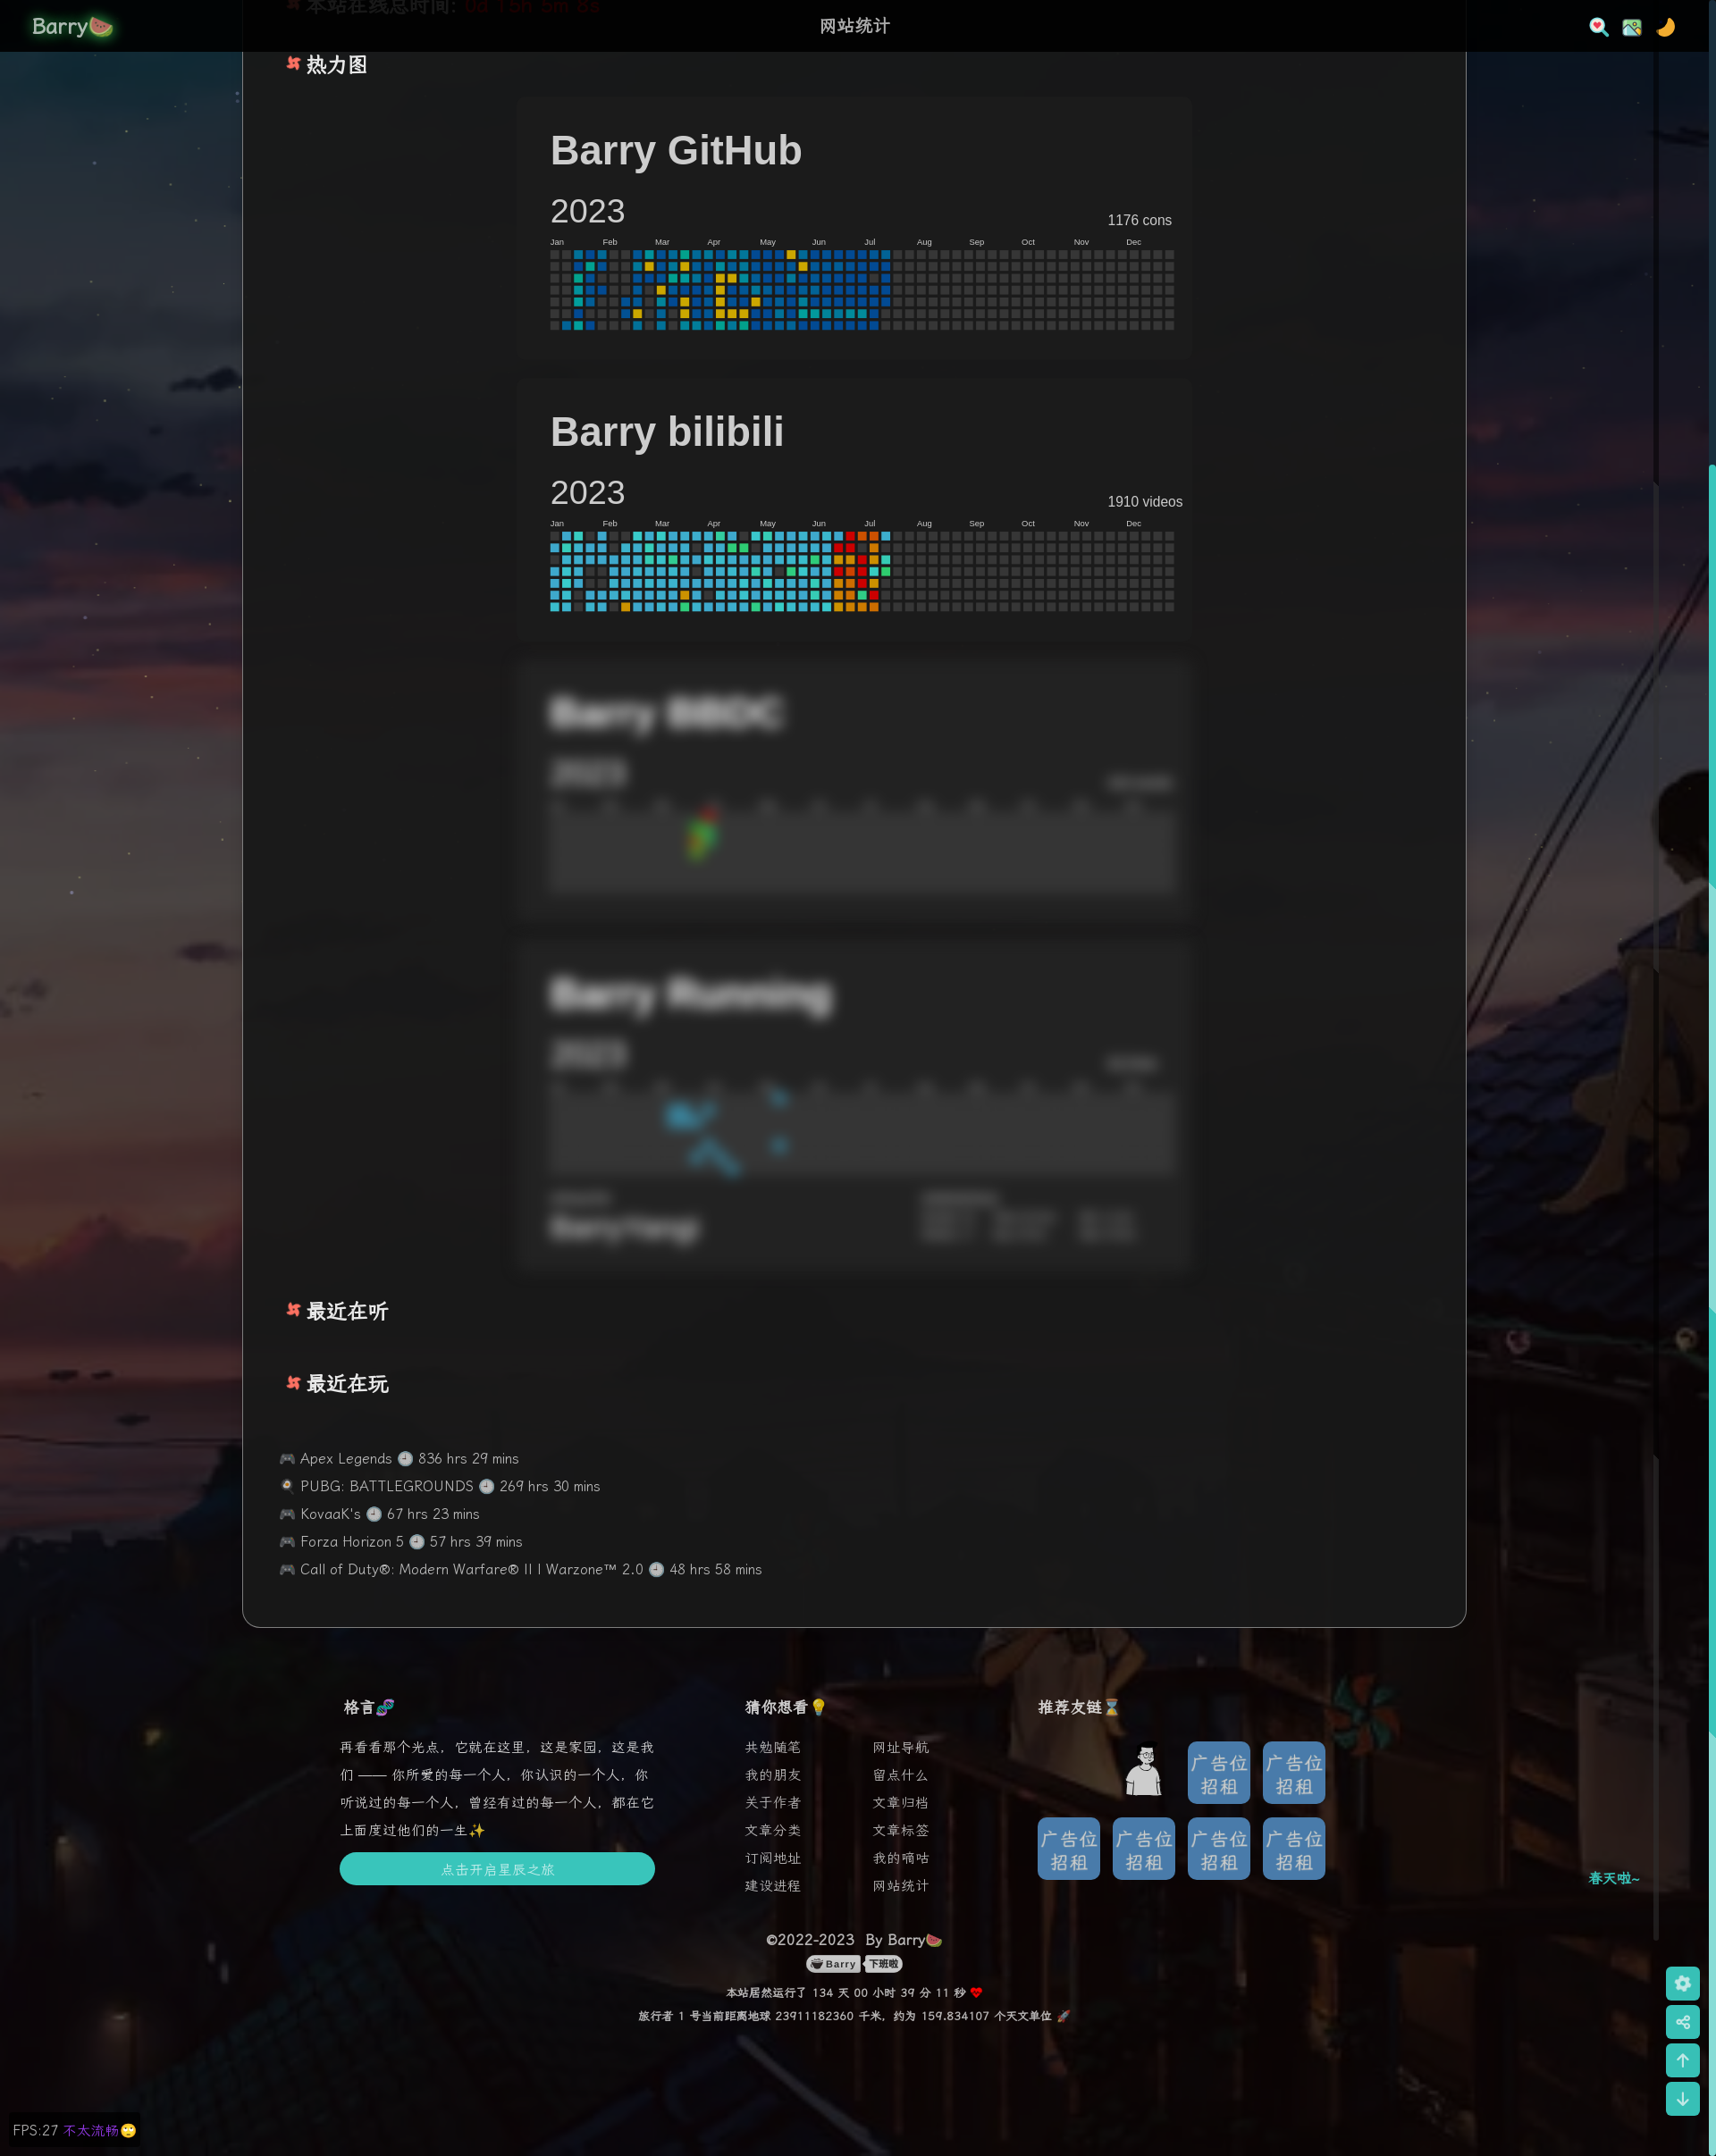 本站在线总时间: 0d 15h 5m 8s
Barry🍉
网站统计
热力图
Barry GitHub
2023
1176 cons
Jan Feb Mar Apr May Jun Jul Aug Sep Oct Nov Dec
Barry bilibili
2023
1910 videos
Jan Feb Mar Apr May Jun Jul Aug Sep Oct Nov Dec
Barry BBDC
2023
Barry Running
2023
最近在听
最近在玩
🎮 Apex Legends 🕘 836 hrs 29 mins
🍳 PUBG: BATTLEGROUNDS 🕘 269 hrs 30 mins
🎮 KovaaK's 🕘 67 hrs 23 mins
🎮 Forza Horizon 5 🕘 57 hrs 39 mins
🎮 Call of Duty®: Modern Warfare® II | Warzone™ 2.0 🕘 48 hrs 58 mins
格言🧬
再看看那个光点，它就在这里，这是家园，这是我
们 —— 你所爱的每一个人，你认识的一个人，你
听说过的每一个人，曾经有过的每一个人，都在它
上面度过他们的一生✨
点击开启星辰之旅
猜你想看💡
共勉随笔 网址导航
我的朋友 留点什么
关于作者 文章归档
文章分类 文章标签
订阅地址 我的嘀咕
建设进程 网站统计
推荐友链⌛
广告位 广告位
招租 招租
广告位 广告位 广告位 广告位
招租 招租 招租 招租
春天啦~
©2022-2023 By Barry🍉
Barry 下班啦
本站居然运行了 134 天 00 小时 39 分 11 秒
旅行者 1 号当前距离地球 23911182360 千米，约为 159.834107 个天文单位 🚀
FPS:27 不太流畅🙄